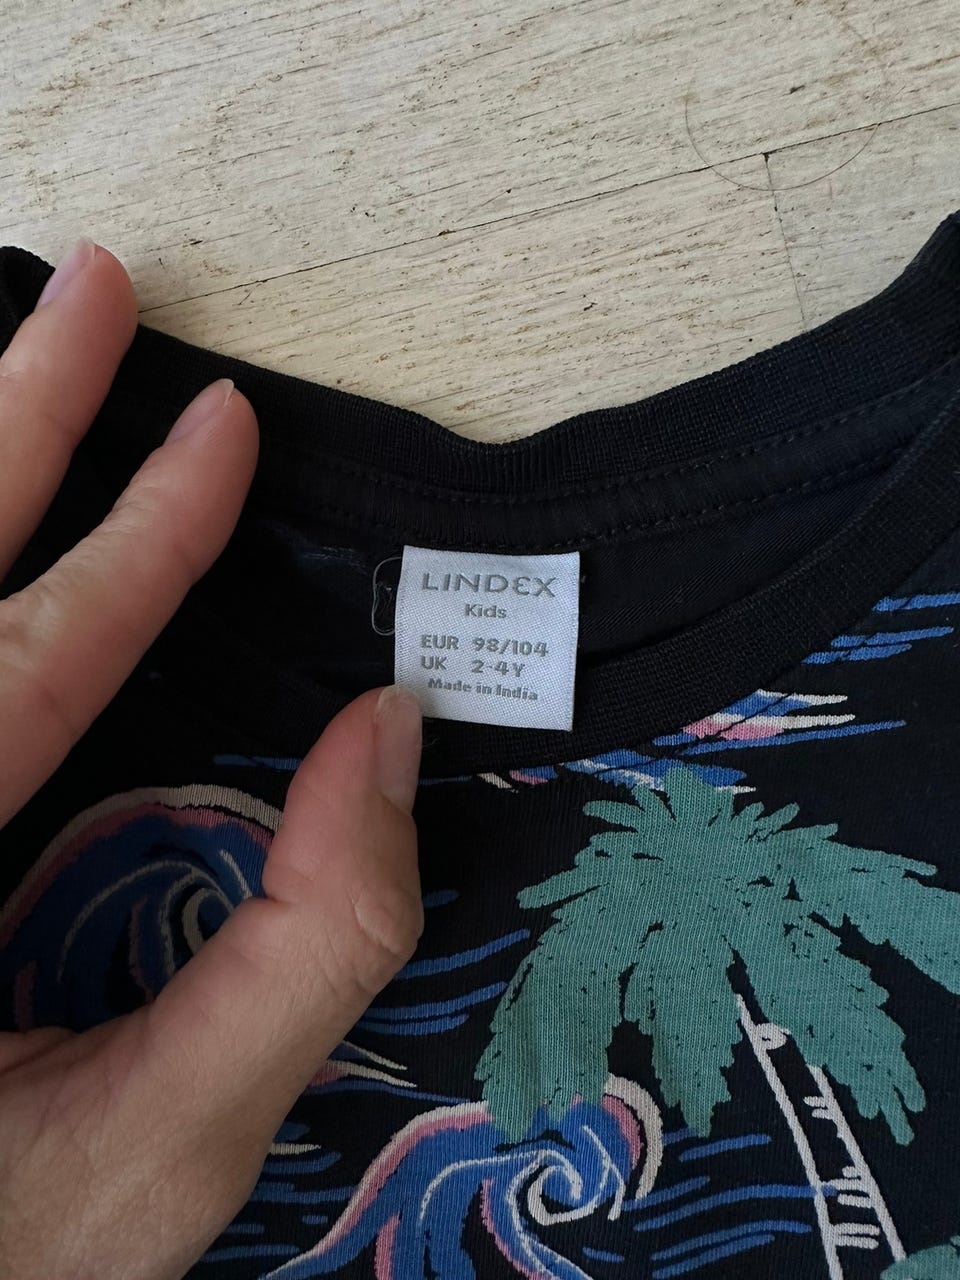 LINDEX
Kids
EUR 98/104
UK 2-4Y
Made in India